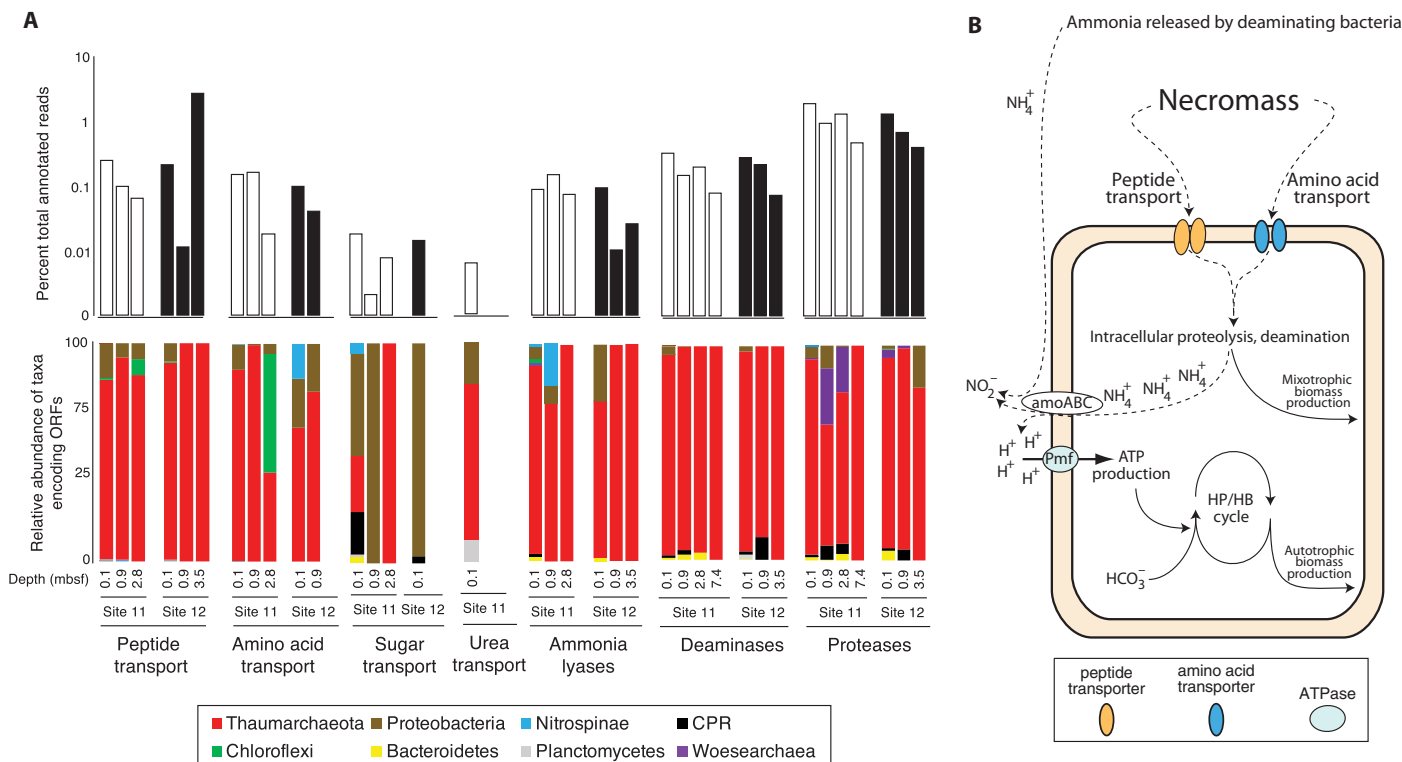 A
Percent total annotated reads
10
1
0.1
0.01
0
Relative abundance of taxa
encoding ORFs
100
75
25
0
Depth (mbsf)
0.1 0.9 2.8 0.1 0.9 3.5 0.1 0.9 2.8 0.1 0.9 0.1 0.9 2.8 0.1 0.1 0.1 0.9 2.8 0.1 0.9 3.5 0.1 0.9 2.8 7.4 0.1 0.9 3.5 0.1 0.9 2.8 7.4 0.1 0.9 3.5
Site 11 Site 12 Site 11 Site 12 Site 11 Site 12 Site 11 Site 11 Site 12 Site 11 Site 12 Site 11 Site 12
Peptide
transport
Amino acid
transport
Sugar
transport
Urea
transport
Ammonia
lyases
Deaminases
Proteases
Thaumarchaeota Proteobacteria Nitrospinae CPR
Chloroflexi Bacteroidetes Planctomycetes Woesearchaea
B
Ammonia released by deaminating bacteria
NH4+
Necromass
Peptide
transport
Amino acid
transport
Intracellular proteolysis, deamination
NO2−
amoABC
NH4+
NH4+
NH4+
Mixotrophic
biomass
production
H+
H+
H+
H+
Pmf
ATP
production
HP/HB
cycle
HCO3−
Autotrophic
biomass
production
peptide
transporter
amino acid
transporter
ATPase